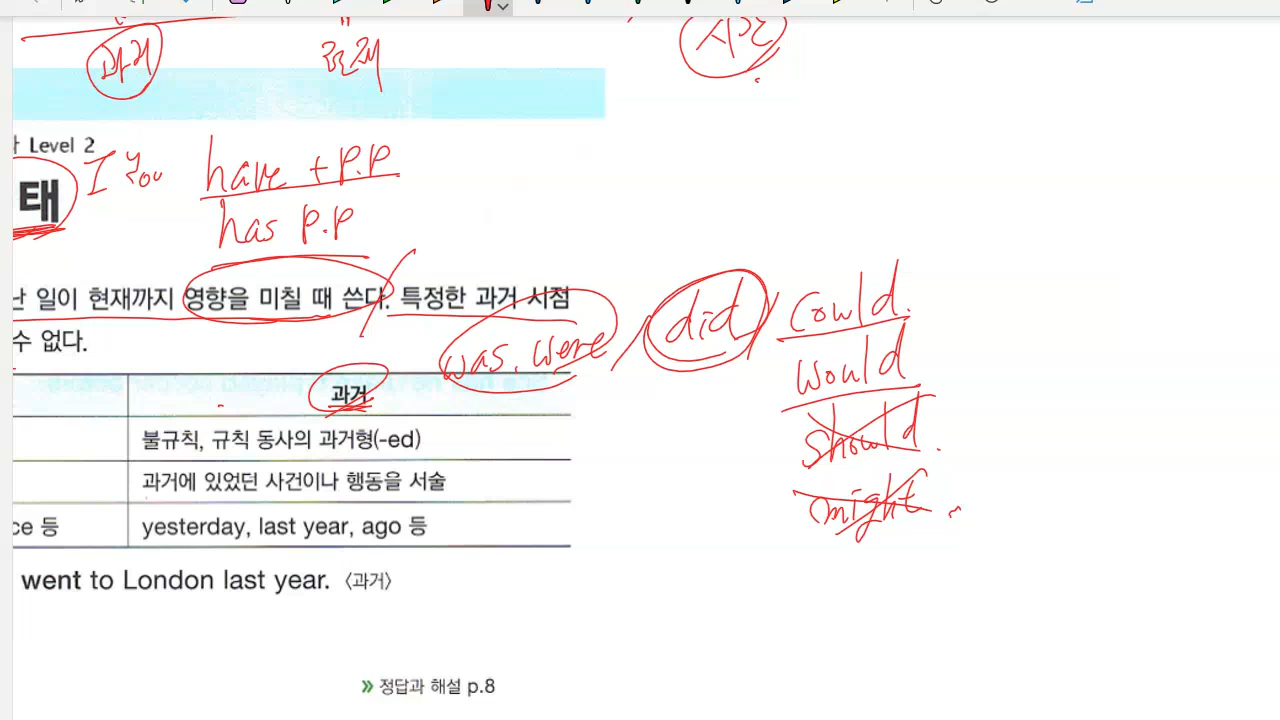 과거
현재
시간
Level 2
태
I You have + P.P
has P.P
난 일이 현재까지 영향을 미칠 때 쓴다. 특정한 과거 시점
수 없다.
was. were / did / could.
would
should.
might
과거
불규칙, 규칙 동사의 과거형(-ed)
과거에 있었던 사건이나 행동을 서술
ce 등 yesterday, last year, ago 등
went to London last year. 〈과거〉
» 정답과 해설 p.8